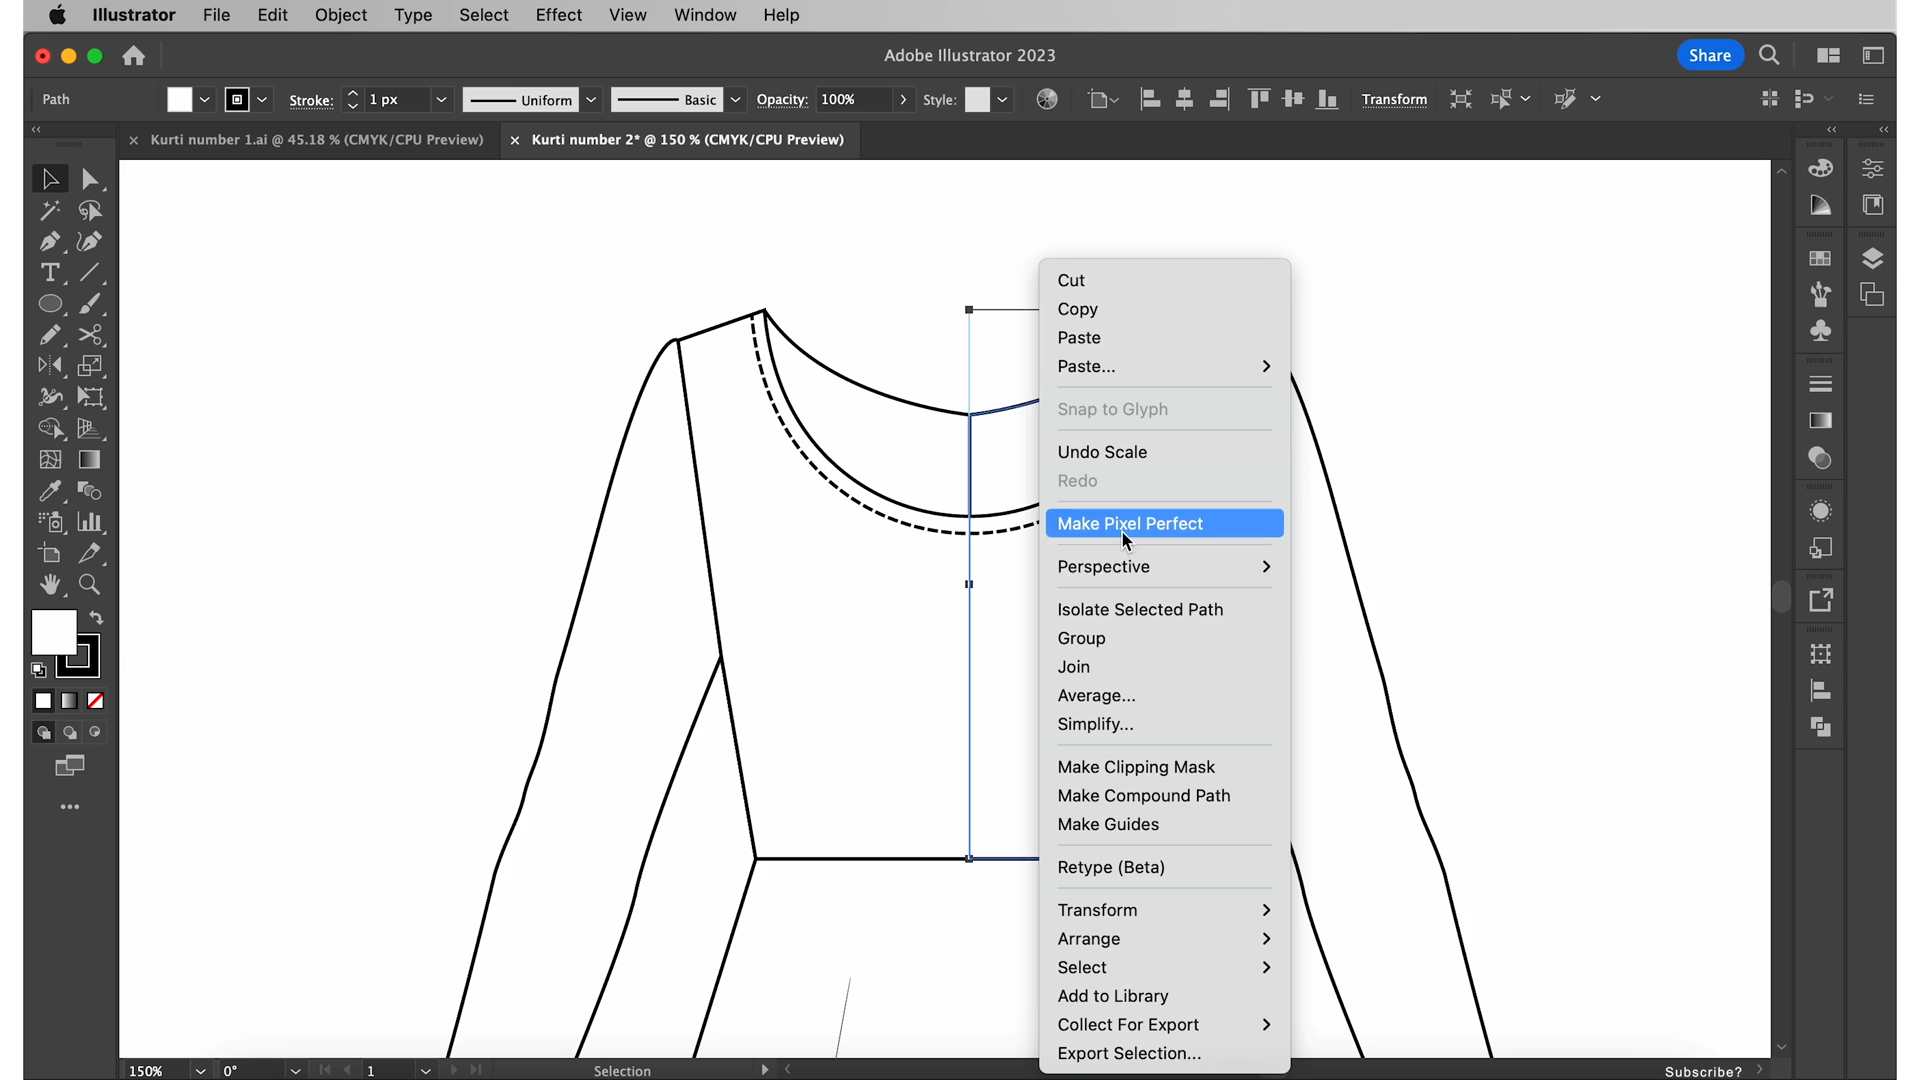 Illustrator File Edit Object Type Select Effect View Window Help
Adobe Illustrator 2023
Share
Path
Stroke:
1 px
Uniform
Basic
Opacity:
100%
Style:
Transform
Kurti number 1.ai @ 45.18 % (CMYK/CPU Preview)
Kurti number 2* @ 150 % (CMYK/CPU Preview)
Cut
Copy
Paste
Paste...
Snap to Glyph
Undo Scale
Redo
Make Pixel Perfect
Perspective
Isolate Selected Path
Group
Join
Average...
Simplify...
Make Clipping Mask
Make Compound Path
Make Guides
Retype (Beta)
Transform
Arrange
Select
Add to Library
Collect For Export
Export Selection...
150%
0°
1
Selection
Subscribe?